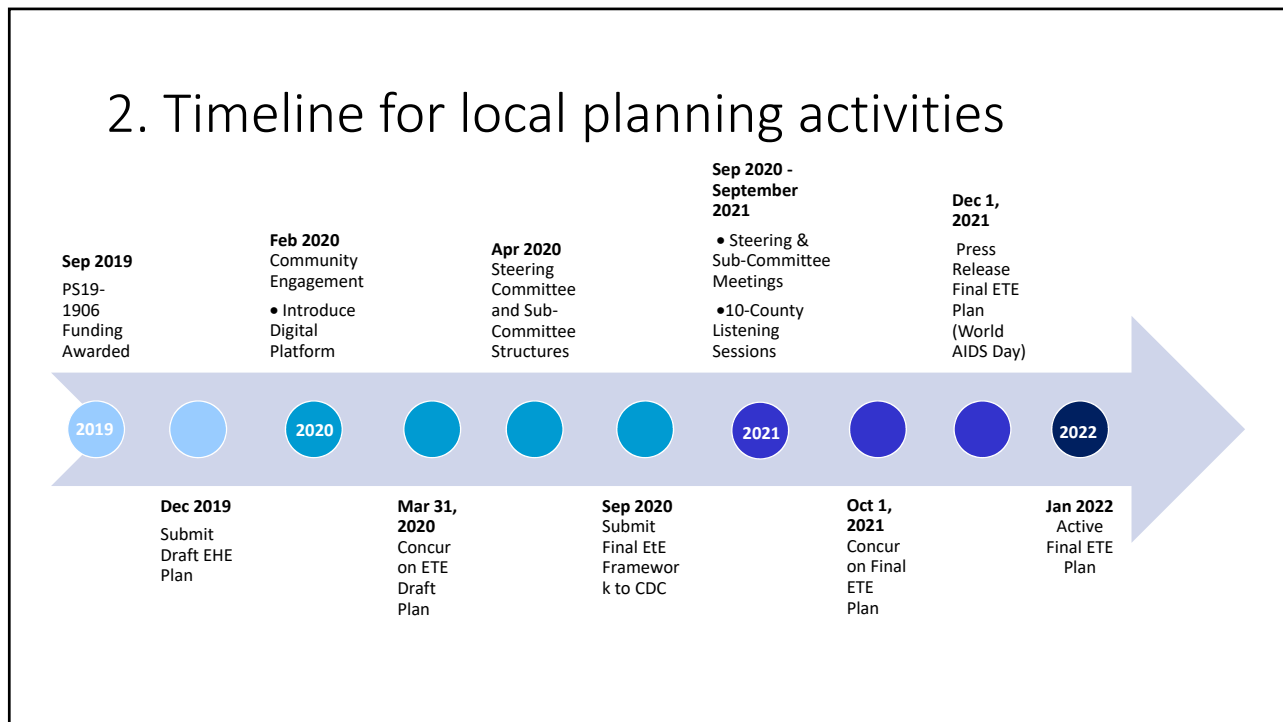 2. Timeline for local planning activities
Sep 2019
PS19-
1906
Funding
Awarded
Feb 2020
Community
Engagement
• Introduce
Digital
Platform
Apr 2020
Steering
Committee
and Sub-
Committee
Structures
Sep 2020 -
September
2021
• Steering &
Sub-Committee
Meetings
•10-County
Listening
Sessions
Dec 1,
2021
Press
Release
Final ETE
Plan
(World
AIDS Day)
2019
2020
2021
2022
Dec 2019
Submit
Draft EHE
Plan
Mar 31,
2020
Concur
on ETE
Draft
Plan
Sep 2020
Submit
Final EtE
Framewor
k to CDC
Oct 1,
2021
Concur
on Final
ETE
Plan
Jan 2022
Active
Final ETE
Plan